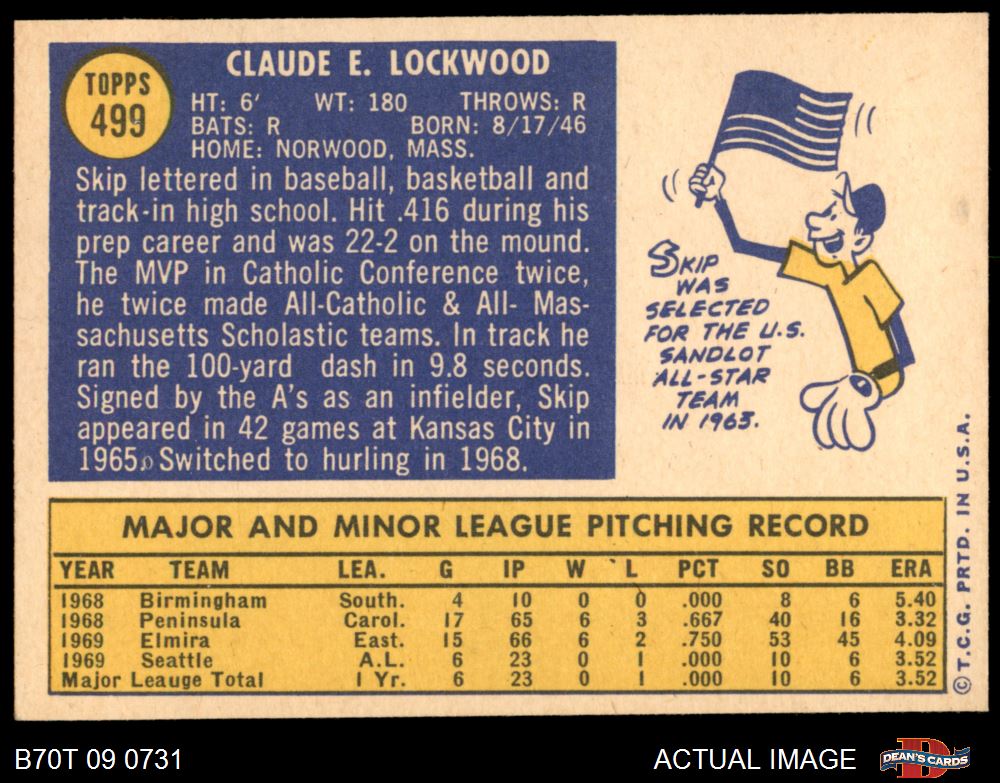 TOPPS
499
CLAUDE E. LOCKWOOD
HT: 6' WT: 180 THROWS: R
BATS: R BORN: 8/17/46
HOME: NORWOOD, MASS.
Skip lettered in baseball, basketball and
track-in high school. Hit .416 during his
prep career and was 22-2 on the mound.
The MVP in Catholic Conference twice,
he twice made All-Catholic & All- Mas-
sachusetts Scholastic teams. In track he
ran the 100-yard dash in 9.8 seconds.
Signed by the A's as an infielder, Skip
appeared in 42 games at Kansas City in
1965. Switched to hurling in 1968.
SKIP
WAS
SELECTED
FOR THE U.S.
SANDLOT
ALL-STAR
TEAM
IN 1963.
MAJOR AND MINOR LEAGUE PITCHING RECORD
YEAR TEAM LEA. G IP W L PCT SO BB ERA
1968 Birmingham South. 4 10 0 0 .000 8 6 5.40
1968 Peninsula Carol. 17 65 6 3 .667 40 16 3.32
1969 Elmira East. 15 66 6 2 .750 53 45 4.09
1969 Seattle A.L. 6 23 0 1 .000 10 6 3.52
Major Leauge Total 1 Yr. 6 23 0 1 .000 10 6 3.52
©T.C.G. PRTD. IN U.S.A.
B70T 09 0731
ACTUAL IMAGE
D
DEAN'S CARDS